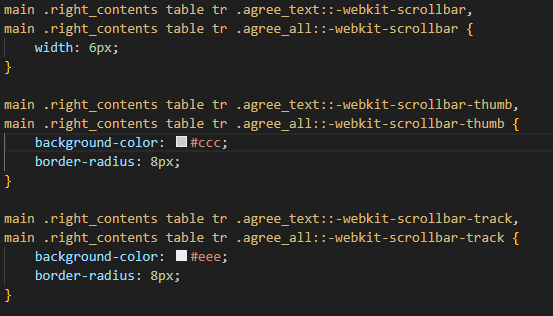 main .right_contents table tr .agree_text::-webkit-scrollbar,
main .right_contents table tr .agree_all::-webkit-scrollbar {
    width: 6px;
}

main .right_contents table tr .agree_text::-webkit-scrollbar-thumb,
main .right_contents table tr .agree_all::-webkit-scrollbar-thumb {
    background-color: #ccc;
    border-radius: 8px;
}

main .right_contents table tr .agree_text::-webkit-scrollbar-track,
main .right_contents table tr .agree_all::-webkit-scrollbar-track {
    background-color: #eee;
    border-radius: 8px;
}